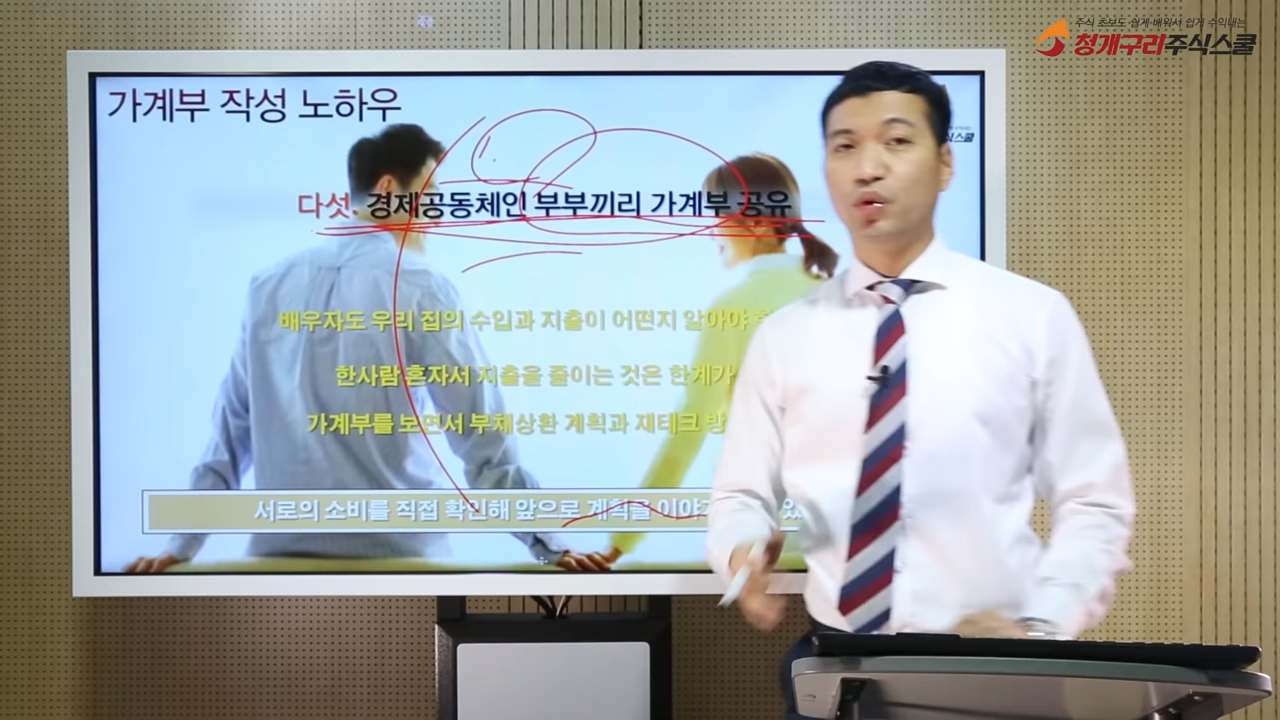 주식 초보도 쉽게 배워서 쉽게 수익내는
청개구리주식스쿨
가계부 작성 노하우
식스쿨
다섯. 경제공동체인 부부끼리 가계부 공유
배우자도 우리 집의 수입과 지출이 어떤지 알아야
한사람 혼자서 지출을 줄이는 것은 한계가
가계부를 보면서 부채상환 계획과 재테크
서로의 소비를 직접 확인해 앞으로 계획을